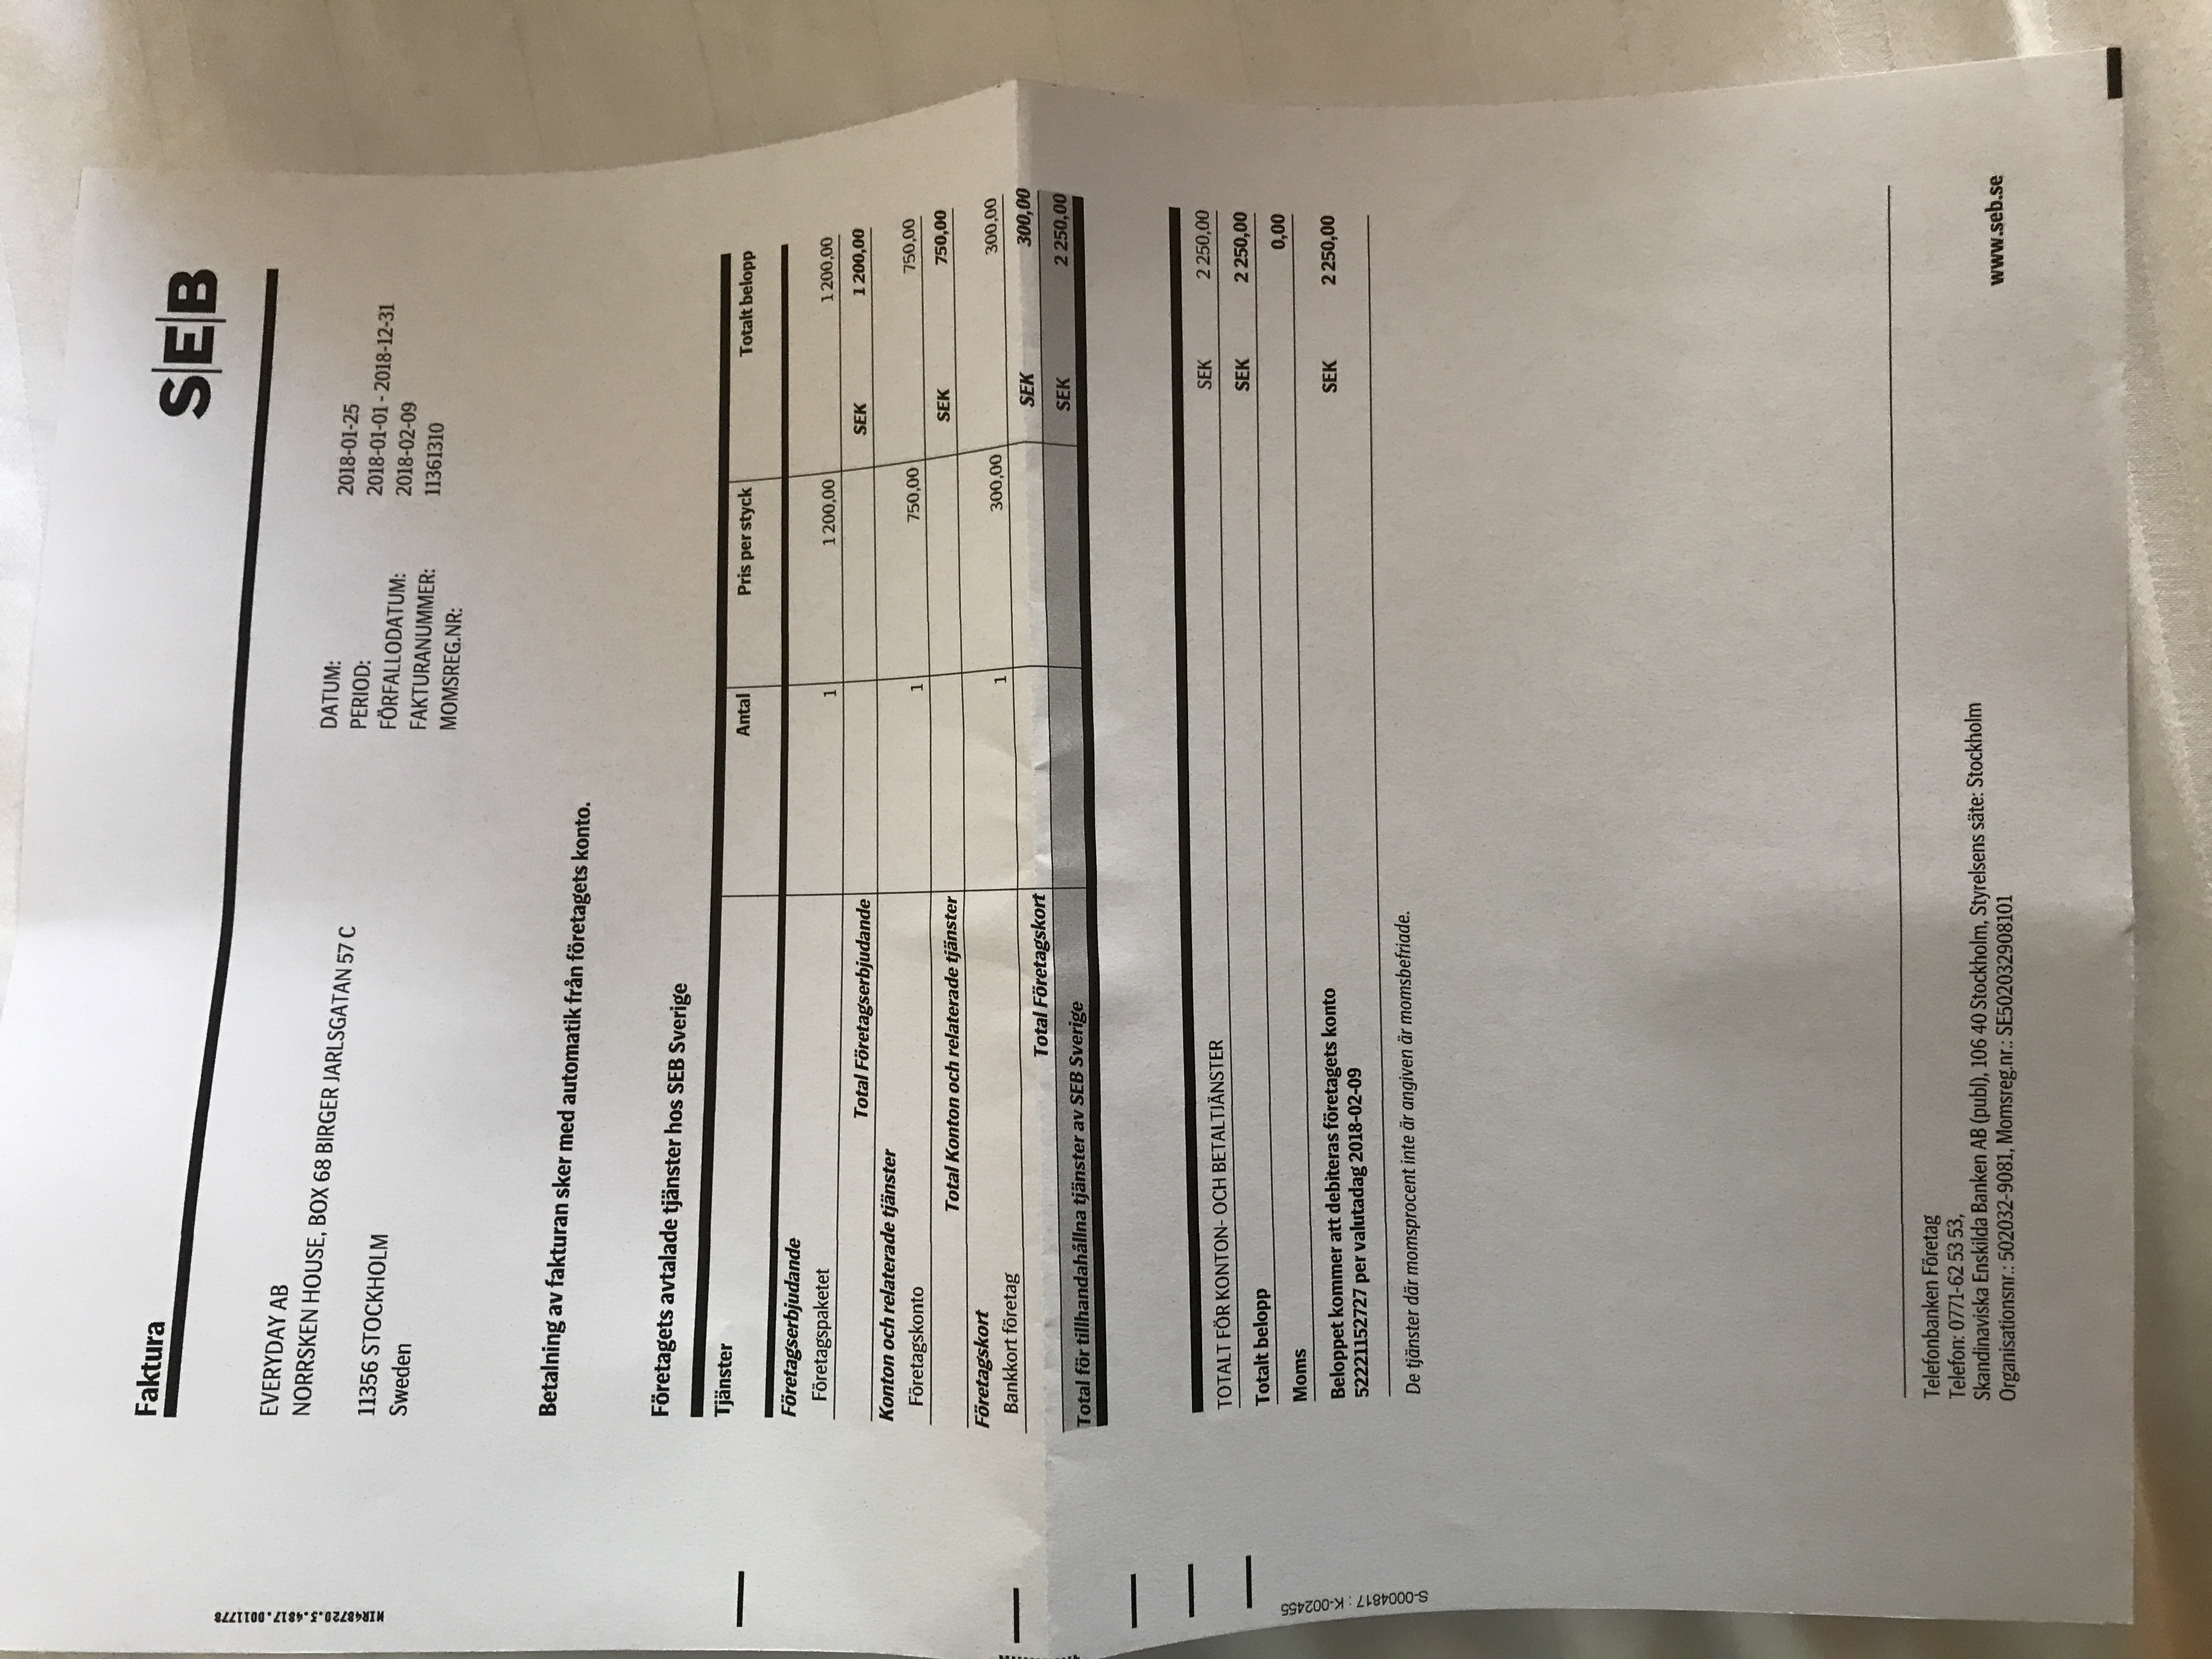 Faktura
S|E|B
NIR48720.3.4817.0011778
EVERYDAY AB
NORRSKEN HOUSE, BOX 68 BIRGER JARLSGATAN 57 C
11356 STOCKHOLM
Sweden
DATUM: 2018-01-25
PERIOD: 2018-01-01 - 2018-12-31
FÖRFALLODATUM: 2018-02-09
FAKTURANUMMER: 11361310
MOMSREG.NR:
Betalning av fakturan sker med automatik från företagets konto.
Företagets avtalade tjänster hos SEB Sverige
Tjänster Antal Pris per styck Totalt belopp
Företagserbjudande
Företagspaketet 1 1 200,00 1 200,00
Total Företagserbjudande SEK 1 200,00
Konton och relaterade tjänster
Företagskonto 1 750,00 750,00
Total Konton och relaterade tjänster SEK 750,00
Företagskort
Bankkort företag 1 300,00 300,00
Total Företagskort SEK 300,00
Total för tillhandahållna tjänster av SEB Sverige SEK 2 250,00
TOTALT FÖR KONTON- OCH BETALTJÄNSTER SEK 2 250,00
Totalt belopp SEK 2 250,00
Moms 0,00
Beloppet kommer att debiteras företagets konto SEK 2 250,00
52221152727 per valutadag 2018-02-09
De tjänster där momsprocent inte är angiven är momsbefriade.
S-0004817 : K-002455
Telefonbanken Företag
Telefon: 0771-62 53 53,
Skandinaviska Enskilda Banken AB (publ), 106 40 Stockholm, Styrelsens säte: Stockholm
Organisationsnr.: 502032-9081, Momsreg.nr.: SE502032908101
www.seb.se